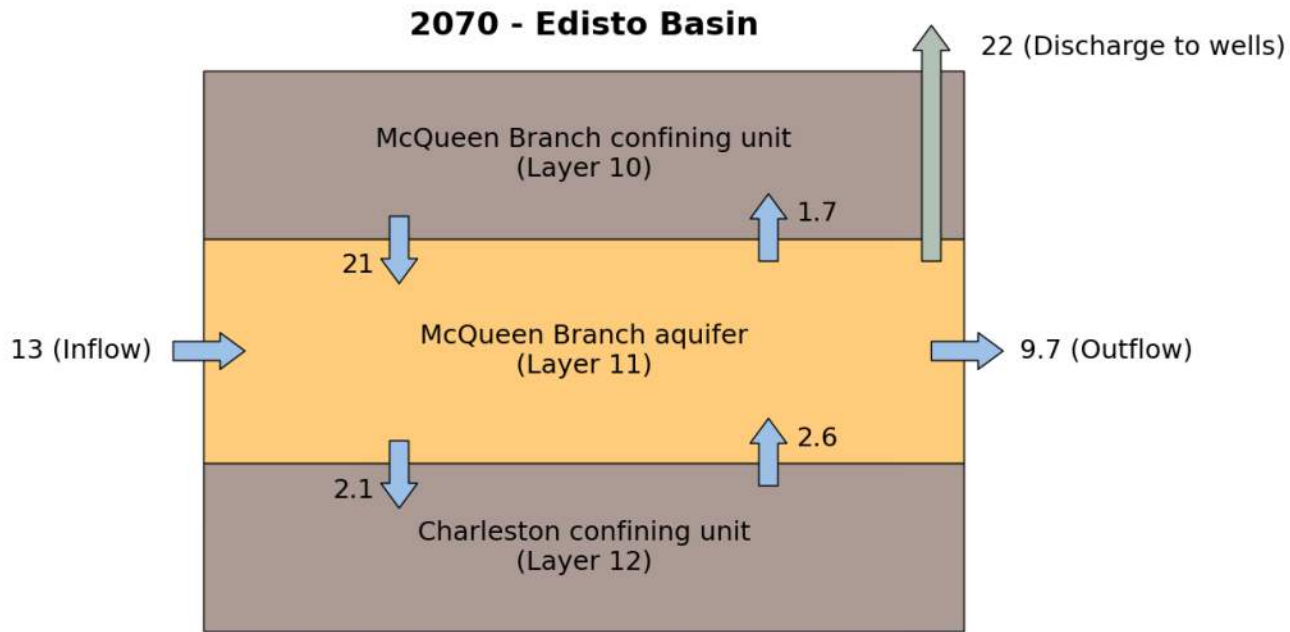 2070 - Edisto Basin
22 (Discharge to wells)
McQueen Branch confining unit
(Layer 10)
1.7
21
McQueen Branch aquifer
(Layer 11)
13 (Inflow)
9.7 (Outflow)
2.6
2.1
Charleston confining unit
(Layer 12)